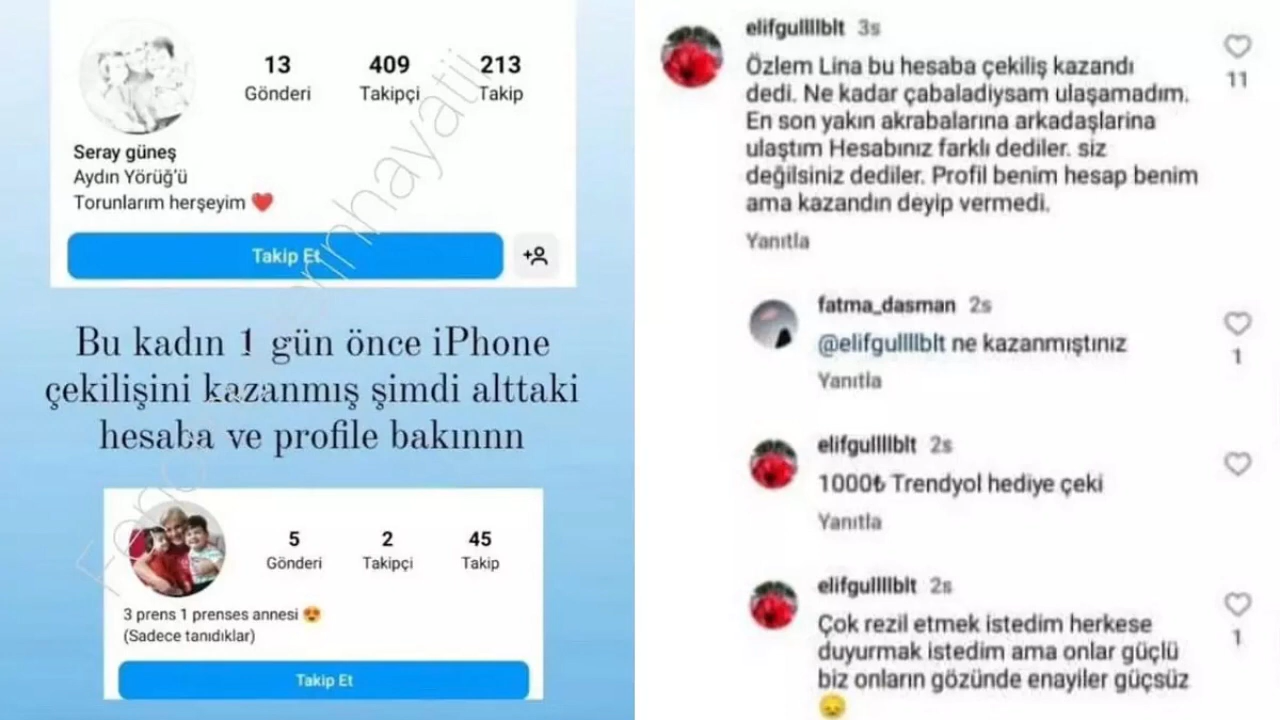 13 409 213
Gönderi Takipçi Takip
Seray güneş
Aydın Yörüğ'ü
Torunlarım herşeyim ❤️
Takip Et
Bu kadın 1 gün önce iPhone
çekilişini kazanmış şimdi alttaki
hesaba ve profile bakınnn
5 2 45
Gönderi Takipçi Takip
3 prens 1 prenses annesi 😍
(Sadece tanıdıklar)
Takip Et
elifgullllblt 3s
Özlem Lina bu hesaba çekiliş kazandı
dedi. Ne kadar çabaladiysam ulaşamadım.
En son yakın akrabalarına arkadaşlarina
ulaştım Hesabınız farklı dediler. siz
değilsiniz dediler. Profil benim hesap benim
ama kazandın deyip vermedi.
11
Yanıtla
fatma_dasman 2s
@elifgullllblt ne kazanmıştınız
1
Yanıtla
elifgullllblt 2s
1000₺ Trendyol hediye çeki
Yanıtla
elifgullllblt 2s
Çok rezil etmek istedim herkese
duyurmak istedim ama onlar güçlü
biz onların gözünde enayiler güçsüz
😞
1